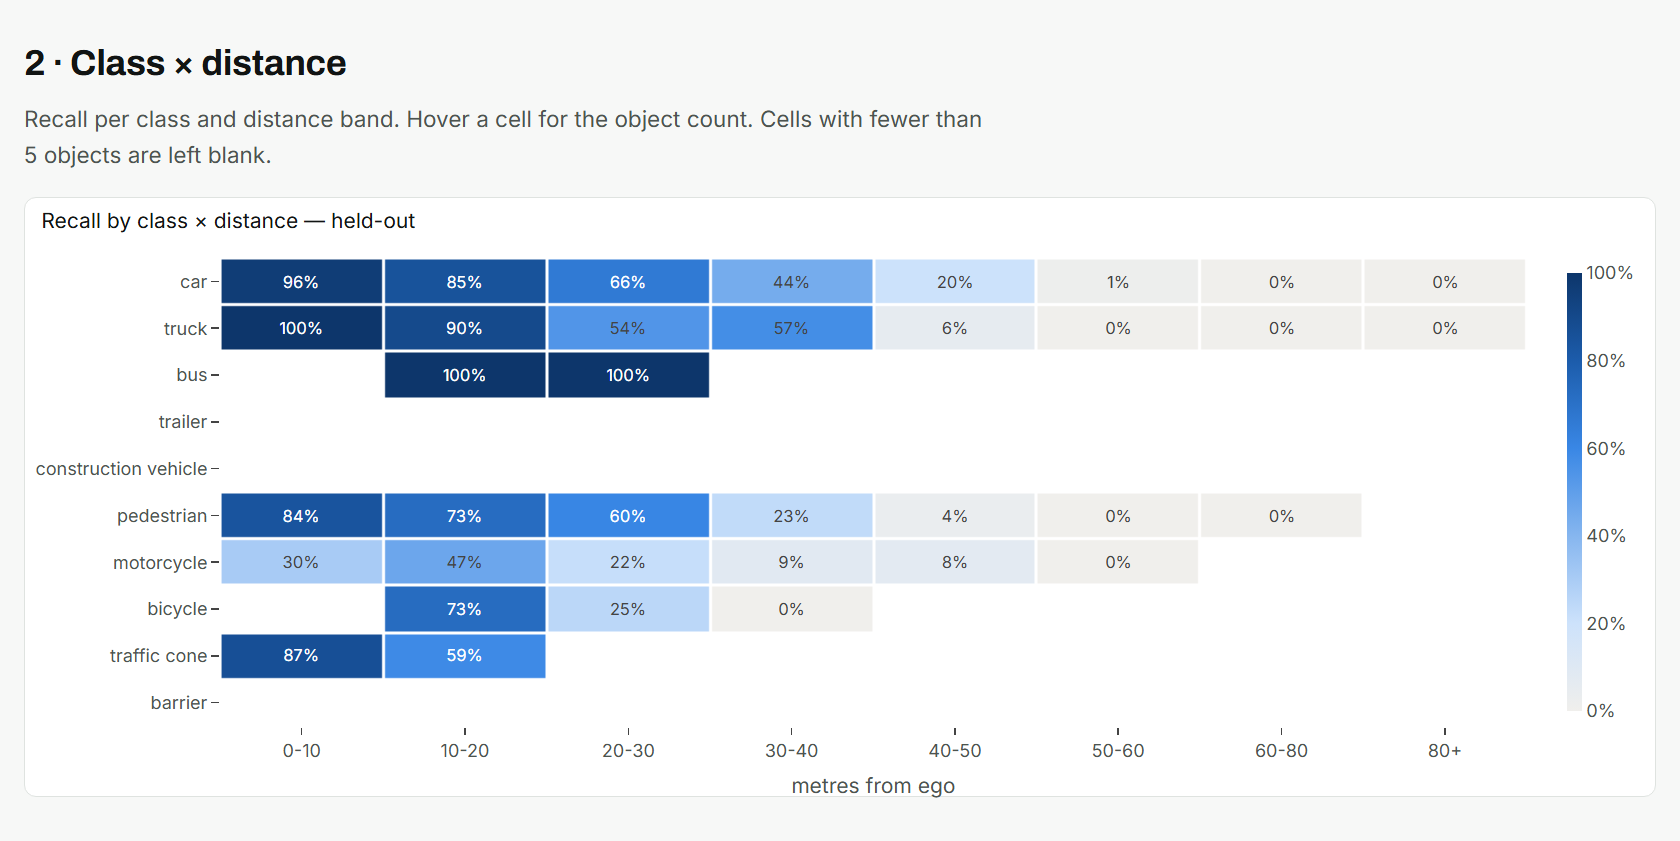 2 · Class × distance
Recall per class and distance band. Hover a cell for the object count. Cells with fewer than
5 objects are left blank.
Recall by class × distance — held-out
car 96% 85% 66% 44% 20% 1% 0% 0%
truck 100% 90% 54% 57% 6% 0% 0% 0%
bus 100% 100%
trailer
construction vehicle
pedestrian 84% 73% 60% 23% 4% 0% 0%
motorcycle 30% 47% 22% 9% 8% 0%
bicycle 73% 25% 0%
traffic cone 87% 59%
barrier
0-10 10-20 20-30 30-40 40-50 50-60 60-80 80+
metres from ego
100%
80%
60%
40%
20%
0%